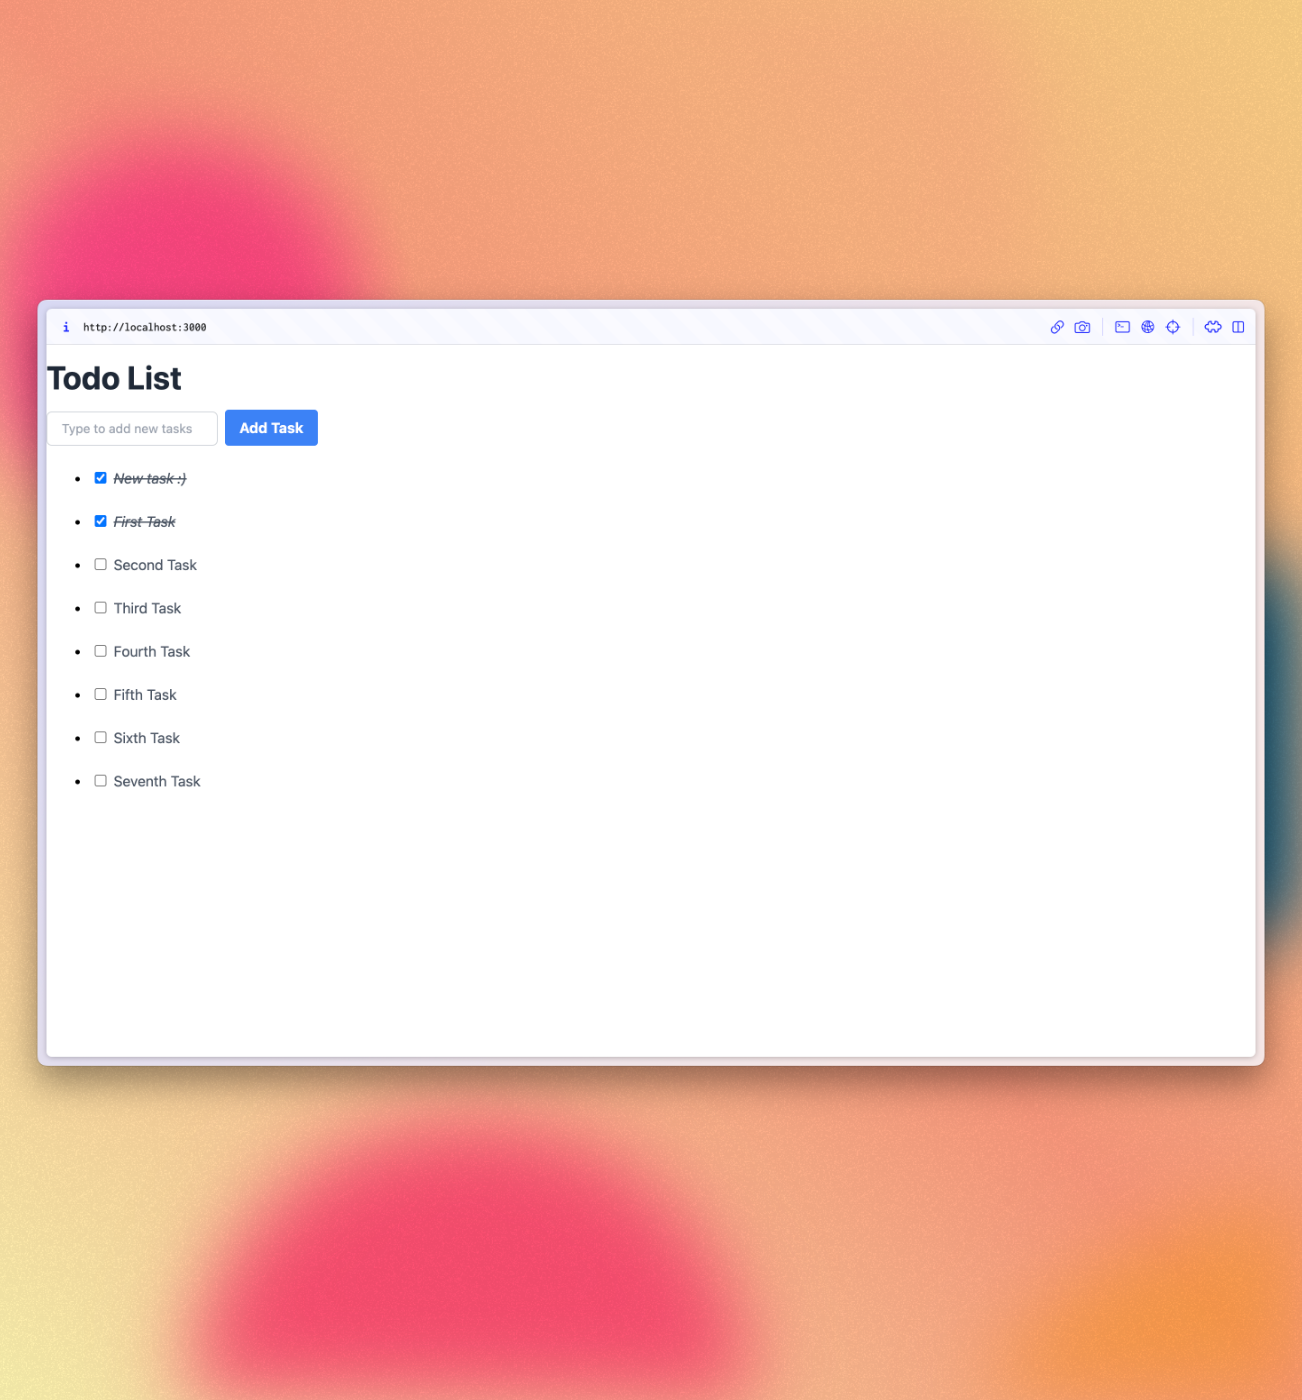 i http://localhost:3000
Todo List
Type to add new tasks Add Task
New task :)
First Task
Second Task
Third Task
Fourth Task
Fifth Task
Sixth Task
Seventh Task